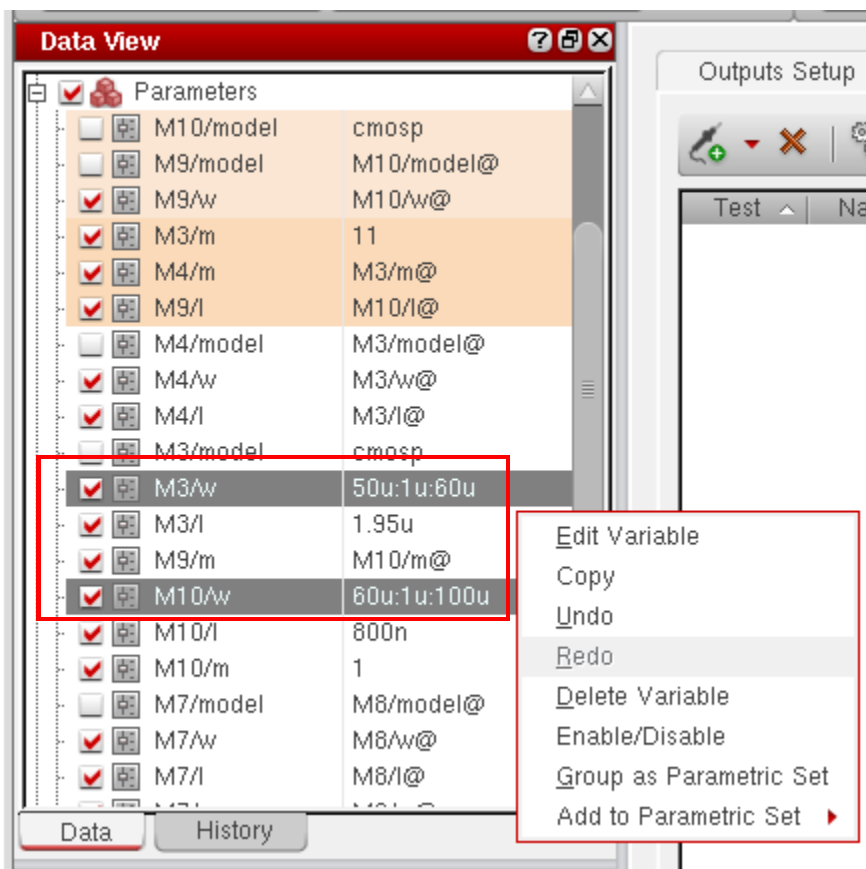 Data View
Outputs Setup
Parameters
M10/model cmosp
M9/model M10/model@
M9/w M10/w@
M3/m 11
M4/m M3/m@
M9/l M10/l@
M4/model M3/model@
M4/w M3/w@
M4/l M3/l@
M3/model cmosp
M3/w 50u:1u:60u
M3/l 1.95u
M9/m M10/m@
M10/w 60u:1u:100u
M10/l 800n
M10/m 1
M7/model M8/model@
M7/w M8/w@
M7/l M8/l@
Data History
Test Na
Edit Variable
Copy
Undo
Redo
Delete Variable
Enable/Disable
Group as Parametric Set
Add to Parametric Set